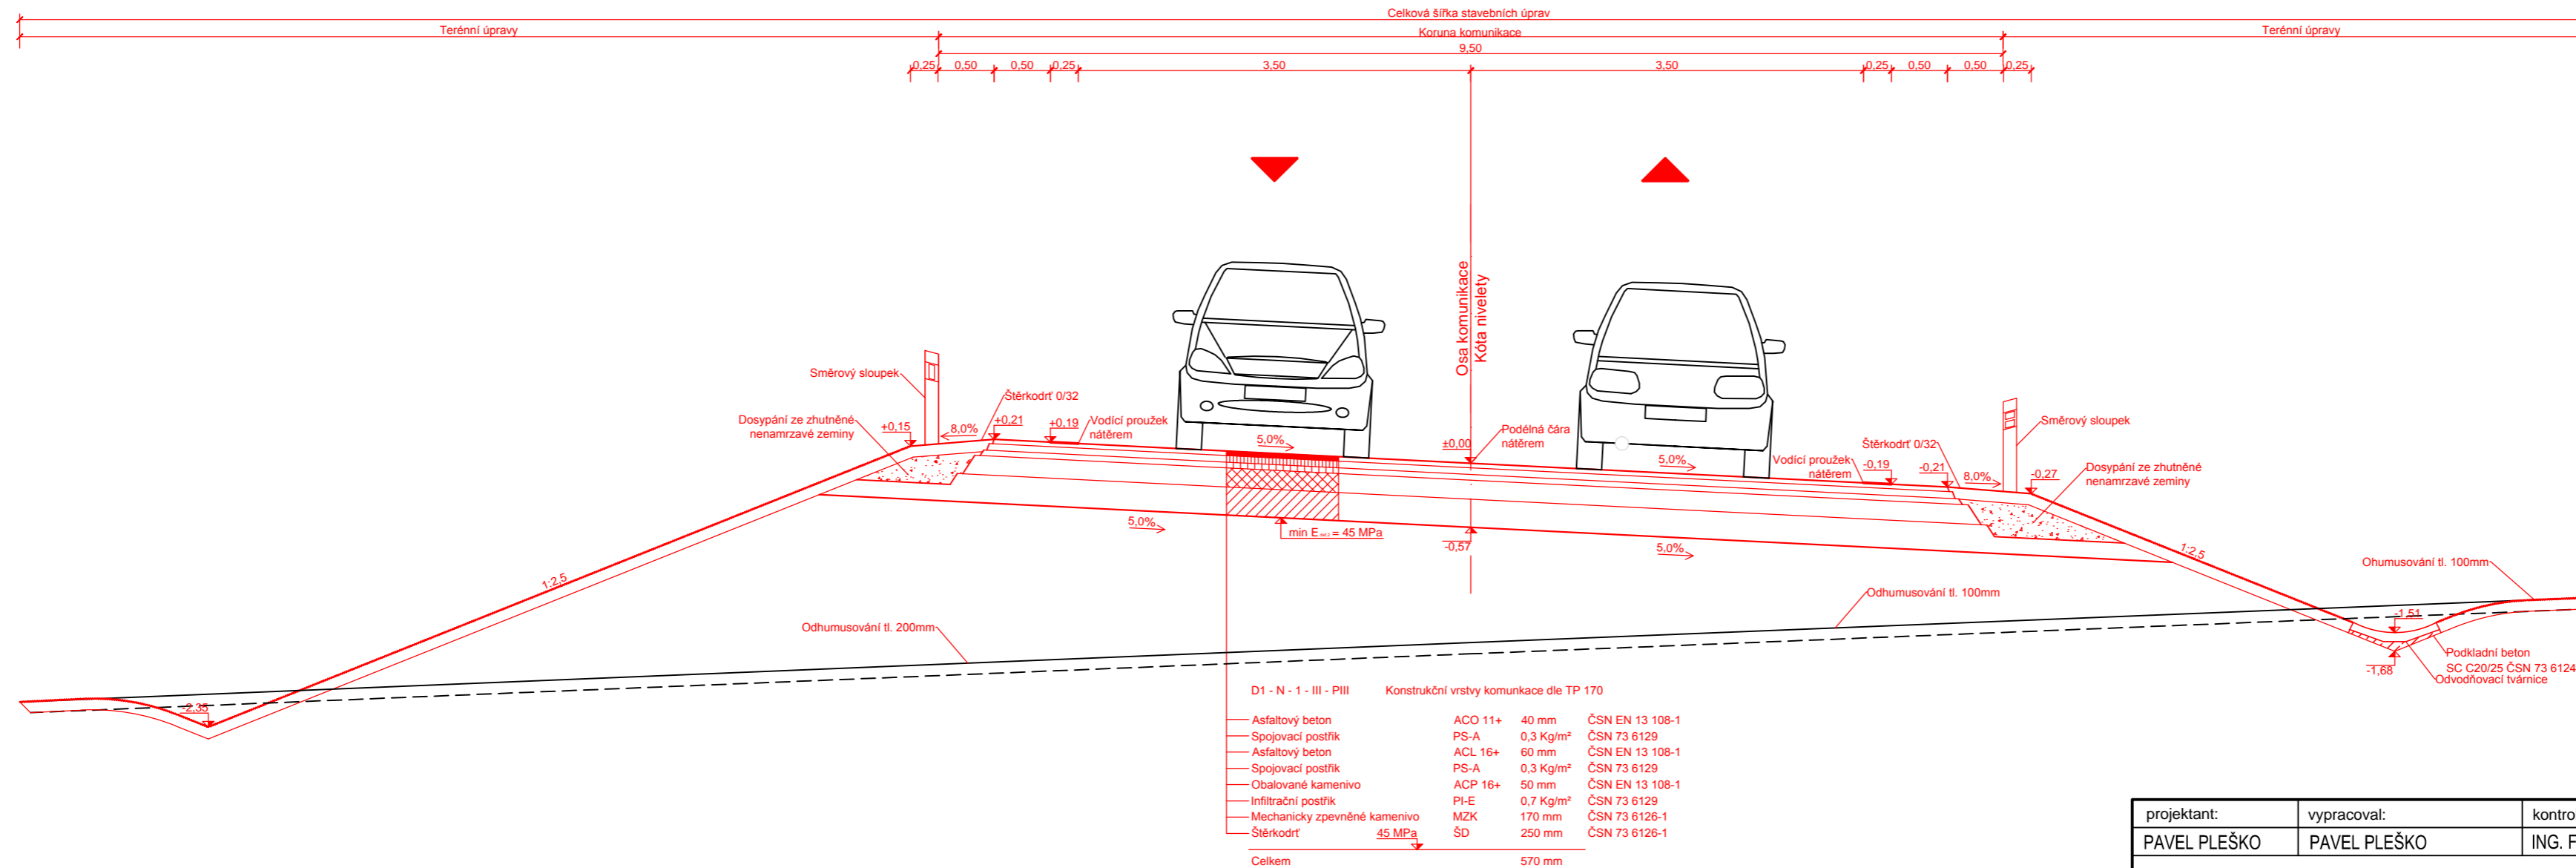 Celková šířka stavebních úprav
Terénní úpravy
Koruna komunikace
Terénní úpravy
9,50
0,25 0,50 0,50 0,25 3,50 3,50 0,25 0,50 0,50 0,25
Osa komunikace
Kóta nivelety
Směrový sloupek
Štěrkodrť 0/32
Dosypání ze zhutněné
nenamrzavé zeminy
+0,15
8,0%
+0,21
+0,19
Vodící proužek
nátěrem
5,0%
±0,00
Podélná čára
nátěrem
5,0%
Vodící proužek
nátěrem
-0,19
Štěrkodrť 0/32
-0,21
8,0%
-0,27
Směrový sloupek
Dosypání ze zhutněné
nenamrzavé zeminy
5,0%
min E = 45 MPa
-0,57
5,0%
1:2,5
1:2,5
Ohumusování tl. 100mm
Odhumusování tl. 100mm
Odhumusování tl. 200mm
-1,51
-1,68
Podkladní beton
SC C20/25 ČSN 73 6124
Odvodňovací tvárnice
-2,35
D1 - N - 1 - III - PIII Konstrukční vrstvy komunkace dle TP 170
Asfaltový beton ACO 11+ 40 mm ČSN EN 13 108-1
Spojovací postřik PS-A 0,3 Kg/m² ČSN 73 6129
Asfaltový beton ACL 16+ 60 mm ČSN EN 13 108-1
Spojovací postřik PS-A 0,3 Kg/m² ČSN 73 6129
Obalované kamenivo ACP 16+ 50 mm ČSN EN 13 108-1
Infiltrační postřik PI-E 0,7 Kg/m² ČSN 73 6129
Mechanicky zpevněné kamenivo MZK 170 mm ČSN 73 6126-1
Štěrkodrť 45 MPa ŠD 250 mm ČSN 73 6126-1
Celkem 570 mm
projektant: vypracoval: kontro
PAVEL PLEŠKO PAVEL PLEŠKO ING. F